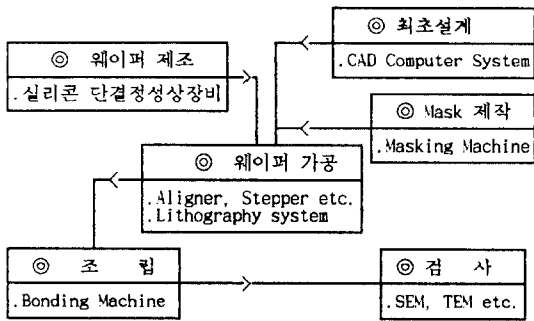 ◎ 최초설계
.CAD Computer System
◎ 웨이퍼 제조
.실리콘 단결정성상장비
◎ Mask 제작
.Masking Machine
◎ 웨이퍼 가공
.Aligner, Stepper etc.
.Lithography system
◎ 조 립
.Bonding Machine
◎ 검 사
.SEM, TEM etc.